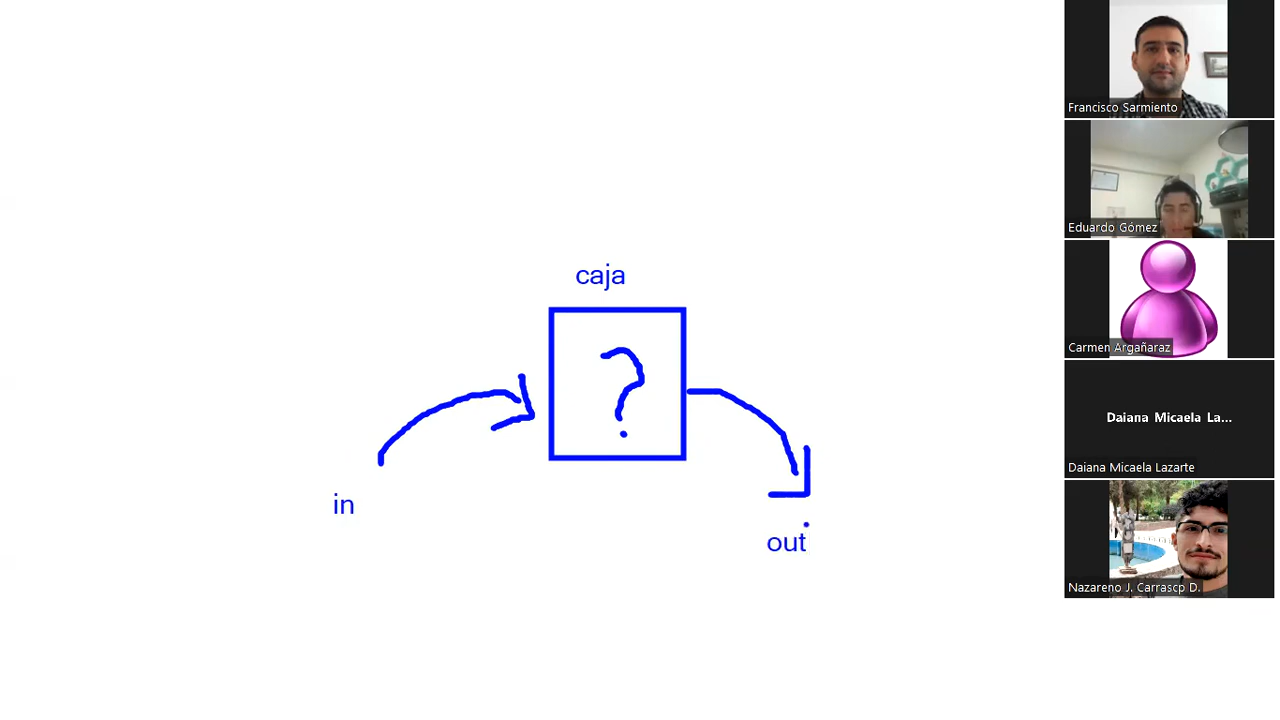 caja
?
in
out
Francisco Sarmiento
Eduardo Gómez
Carmen Argañaraz
Daiana Micaela La...
Daiana Micaela Lazarte
Nazareno J. Carrascp D.